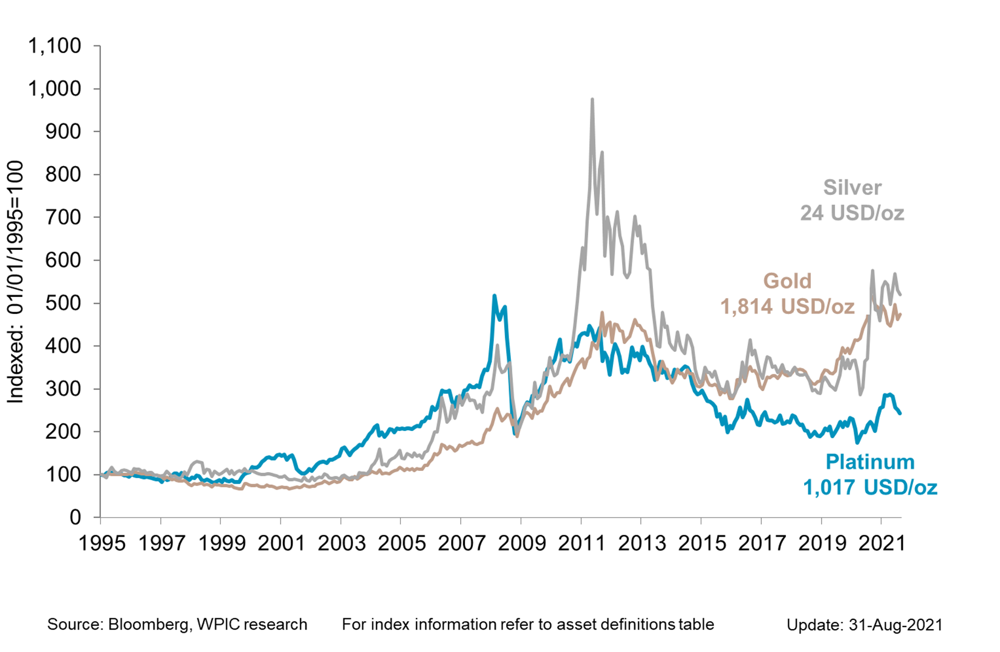 1,100
1,000
900
800
700
600
500
400
300
200
100
0
Indexed: 01/01/1995=100
Silver
24 USD/oz
Gold
1,814 USD/oz
Platinum
1,017 USD/oz
1995 1997 1999 2001 2003 2005 2007 2009 2011 2013 2015 2017 2019 2021
Source: Bloomberg, WPIC research For index information refer to asset definitions table Update: 31-Aug-2021